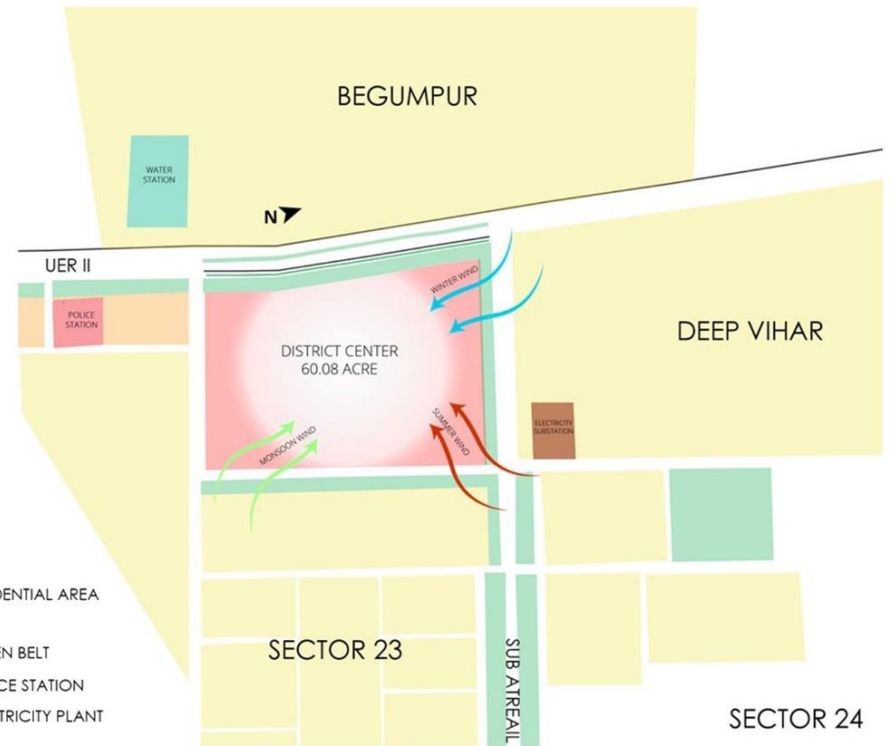 BEGUMPUR
WATER
STATION
N
UER II
POLICE
STATION
WINTER WIND
DISTRICT CENTER
60.08 ACRE
DEEP VIHAR
MONSOON WIND
SUMMER WIND
ELECTRICITY
SUBSTATION
DENTIAL AREA
EN BELT
CE STATION
TRICITY PLANT
SECTOR 23
SUB ATREAIL
SECTOR 24